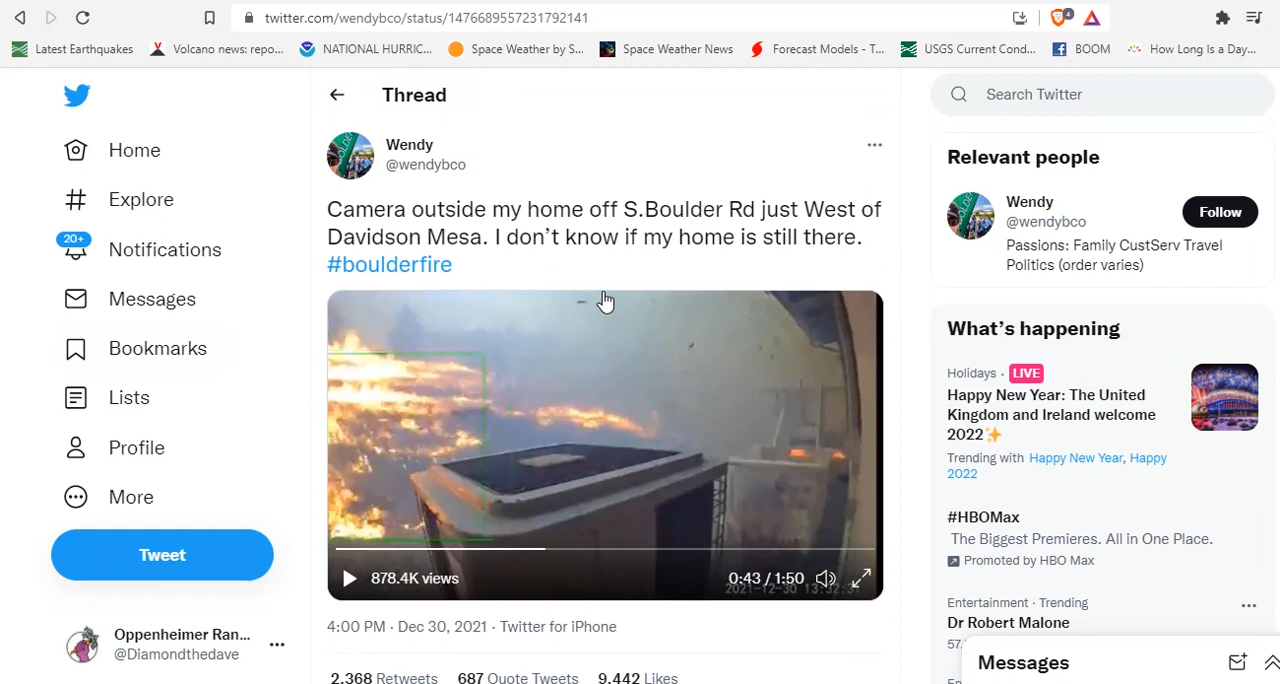 twitter.com/wendybco/status/1476689557231792141
4
Latest Earthquakes
Volcano news: repo...
NATIONAL HURRIC...
Space Weather by S...
Space Weather News
Forecast Models - T...
USGS Current Cond...
BOOM
How Long Is a Day...
Home
Explore
20+
Notifications
Messages
Bookmarks
Lists
Profile
More
Tweet
Oppenheimer Ran...
@Diamondthedave
Thread
Wendy
@wendybco
Camera outside my home off S.Boulder Rd just West of
Davidson Mesa. I don’t know if my home is still there.
#boulderfire
878.4K views
0:43 / 1:50
4:00 PM · Dec 30, 2021 · Twitter for iPhone
2,368 Retweets 687 Quote Tweets 9,442 Likes
Search Twitter
Relevant people
Wendy
@wendybco
Follow
Passions: Family CustServ Travel
Politics (order varies)
What’s happening
Holidays · LIVE
Happy New Year: The United
Kingdom and Ireland welcome
2022✨
Trending with Happy New Year, Happy
2022
#HBOMax
The Biggest Premieres. All in One Place.
Promoted by HBO Max
Entertainment · Trending
Dr Robert Malone
Messages